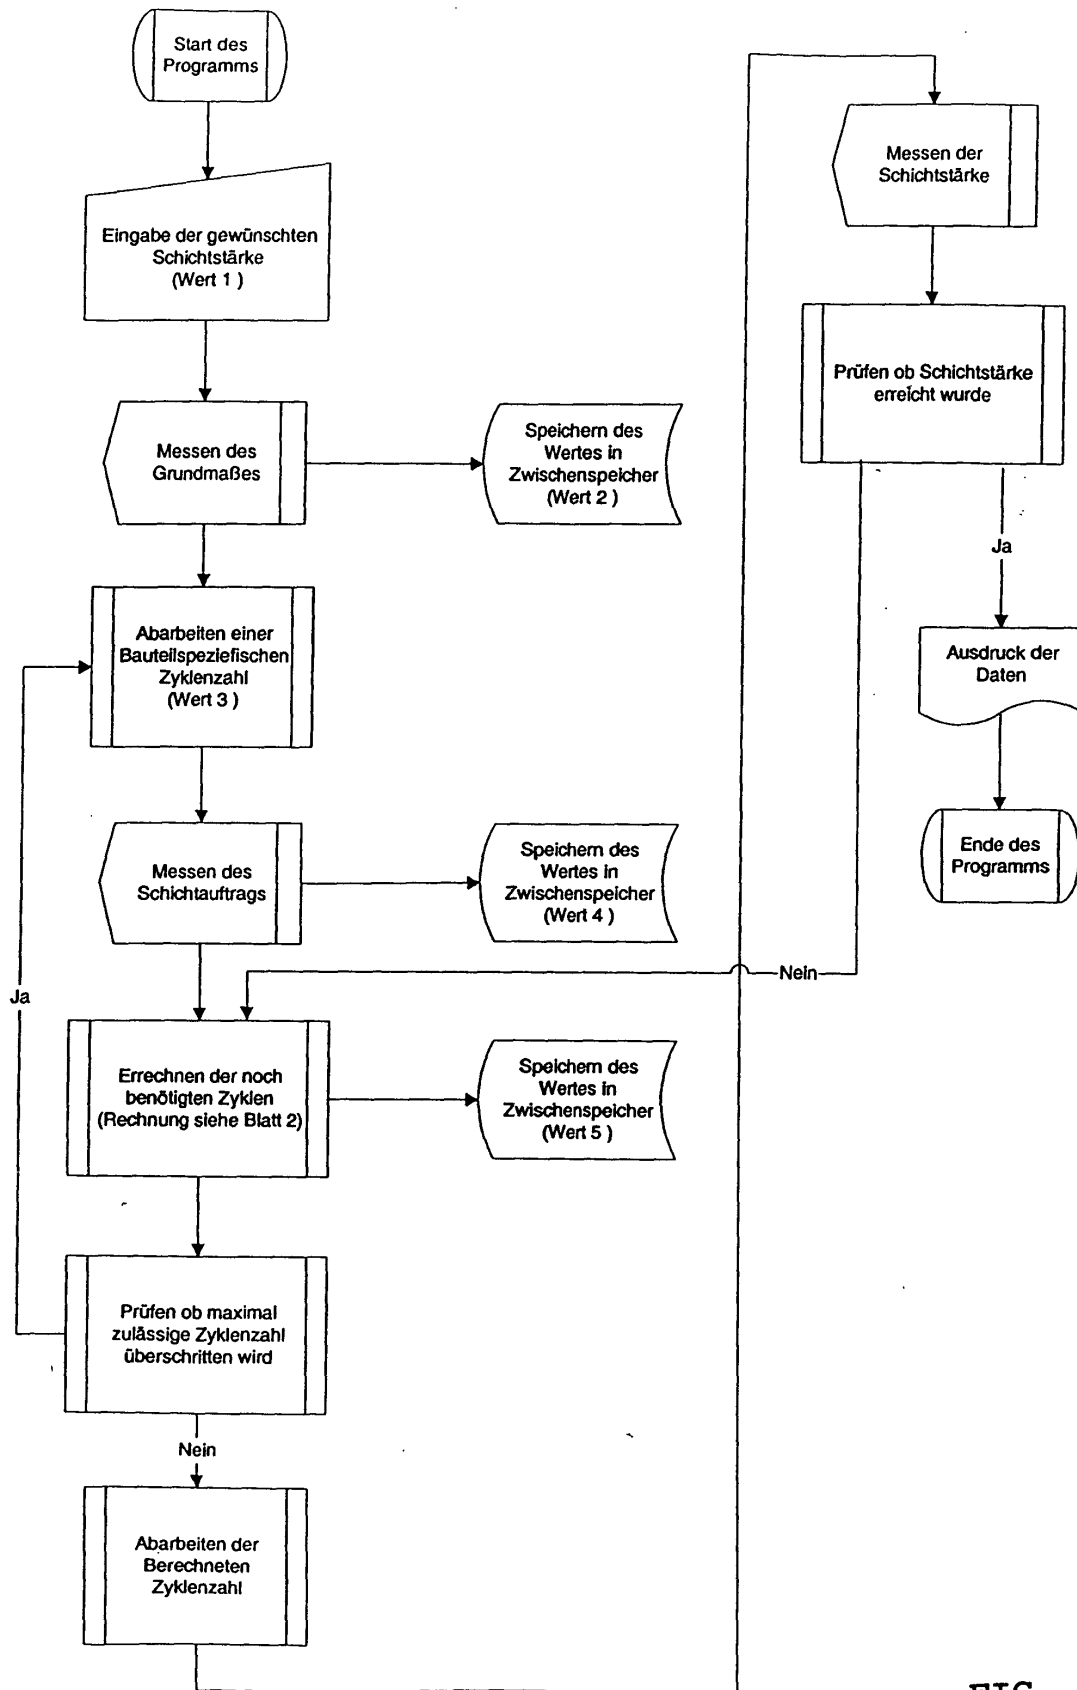 Start des
Programms
Eingabe der gewünschten
Schichtstärke
(Wert 1 )
Messen des
Grundmaßes
Speichern des
Wertes in
Zwischenspeicher
(Wert 2 )
Abarbeiten einer
Bauteilspeziefischen
Zyklenzahl
(Wert 3 )
Messen des
Schichtauftrags
Speichern des
Wertes in
Zwischenspeicher
(Wert 4 )
Ja
Errechnen der noch
benötigten Zyklen
(Rechnung siehe Blatt 2)
Speichern des
Wertes in
Zwischenspeicher
(Wert 5 )
Prüfen ob maximal
zulässige Zyklenzahl
überschritten wird
Nein
Abarbeiten der
Berechneten
Zyklenzahl
Messen der
Schichtstärke
Prüfen ob Schichtstärke
erreicht wurde
Ja
Nein
Ausdruck der
Daten
Ende des
Programms
FIG